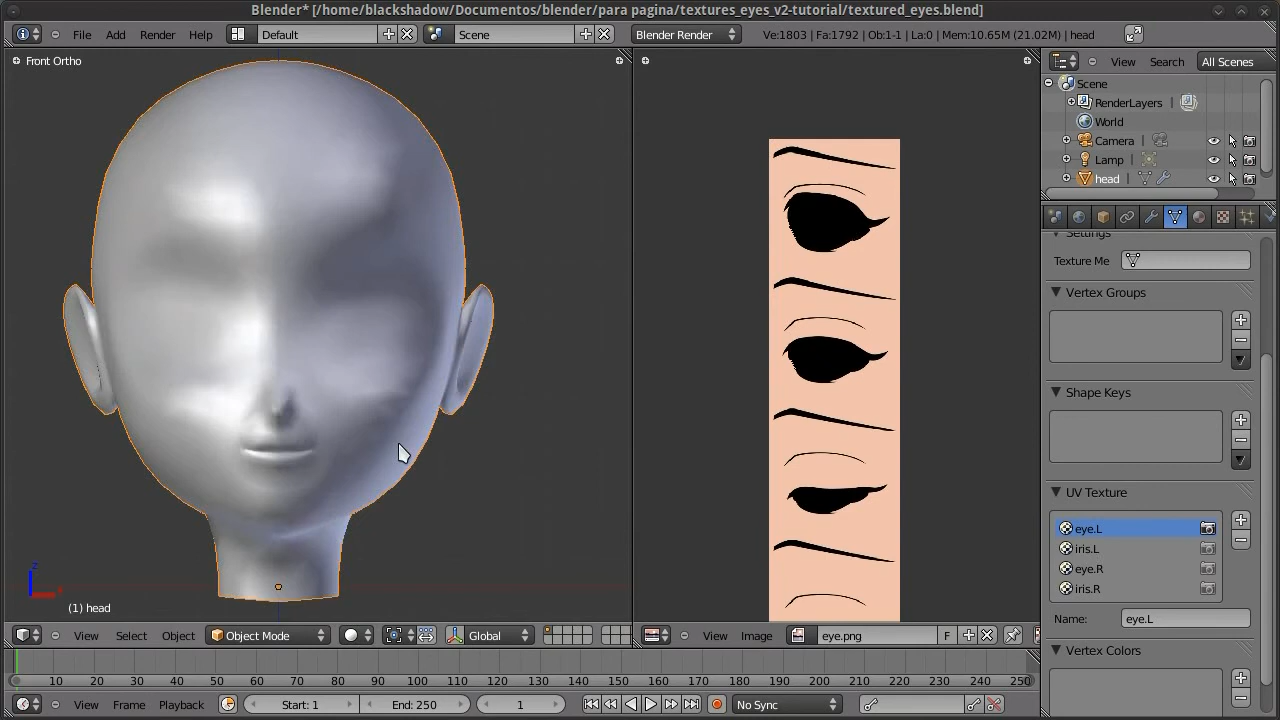 Blender* [/home/blackshadow/Documentos/blender/para pagina/textures_eyes_v2-tutorial/textured_eyes.blend]
File Add Render Help Default Scene Blender Render Ve:1803 | Fa:1792 | Ob:1-1 | La:0 | Mem:10.65M (21.02M) | head
Front Ortho
View Search All Scenes
Scene
RenderLayers
World
Camera
Lamp
head
Settings
Texture Me
Vertex Groups
Shape Keys
UV Texture
eye.L
iris.L
eye.R
iris.R
Name: eye.L
Vertex Colors
z
x
(1) head
View Select Object Object Mode Global
View Image eye.png F
10 20 30 40 50 60 70 80 90 100 110 120 130 140 150 160 170 180 190 200 210 220 230 240 250
View Frame Playback Start: 1 End: 250 1 No Sync